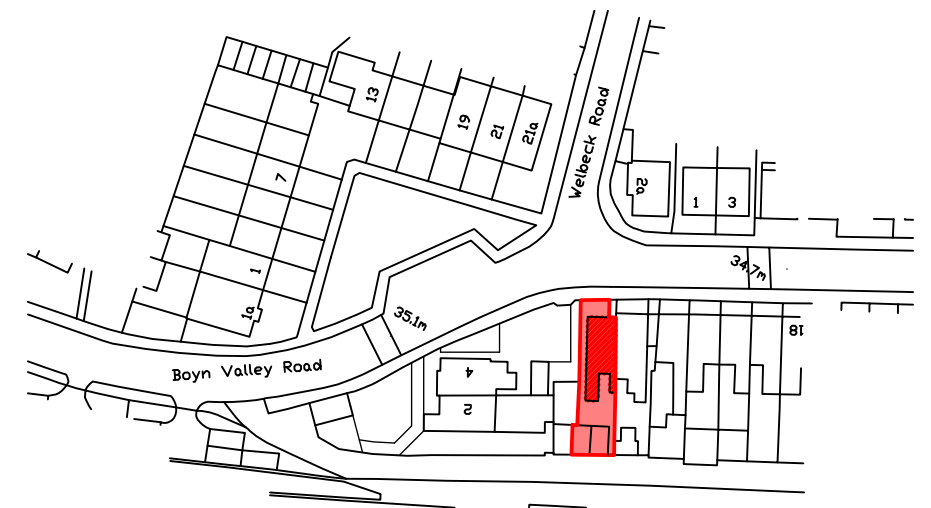 13
19
21
21a
Welbeck Road
7
2a
1
3
1
34.7m
1a
35.1m
18
Boyn Valley Road
4
2